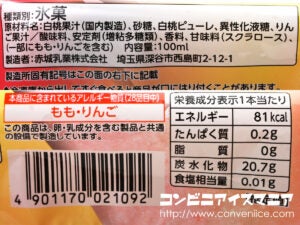 種類別:氷菓
原材料名:白桃果汁(国内製造)、砂糖、白桃ピューレ、異性化液糖、りん
ご果汁/酸味料、安定剤(増粘多糖類)、香料、甘味料(スクラロース)、
(一部にもも・りんごを含む) 内容量:100ml
製造者:赤城乳業株式会社 埼玉県深谷市西島町2-12-1
製造所固有記号はこの面の右下に記載
本商品に含まれているアレルギー物質(28品目中)
もも・りんご
この商品は、卵・乳成分を含む製品と共通
の設備で製造しています。
4 901170 021092
栄養成分表示1本当たり
エネルギー 81kcal
たんぱく質 0.2g
脂質 0g
炭水化物 20.7g
食塩相当量 0.01g
コンビニアイスマニア
http://www.conveniice.com/